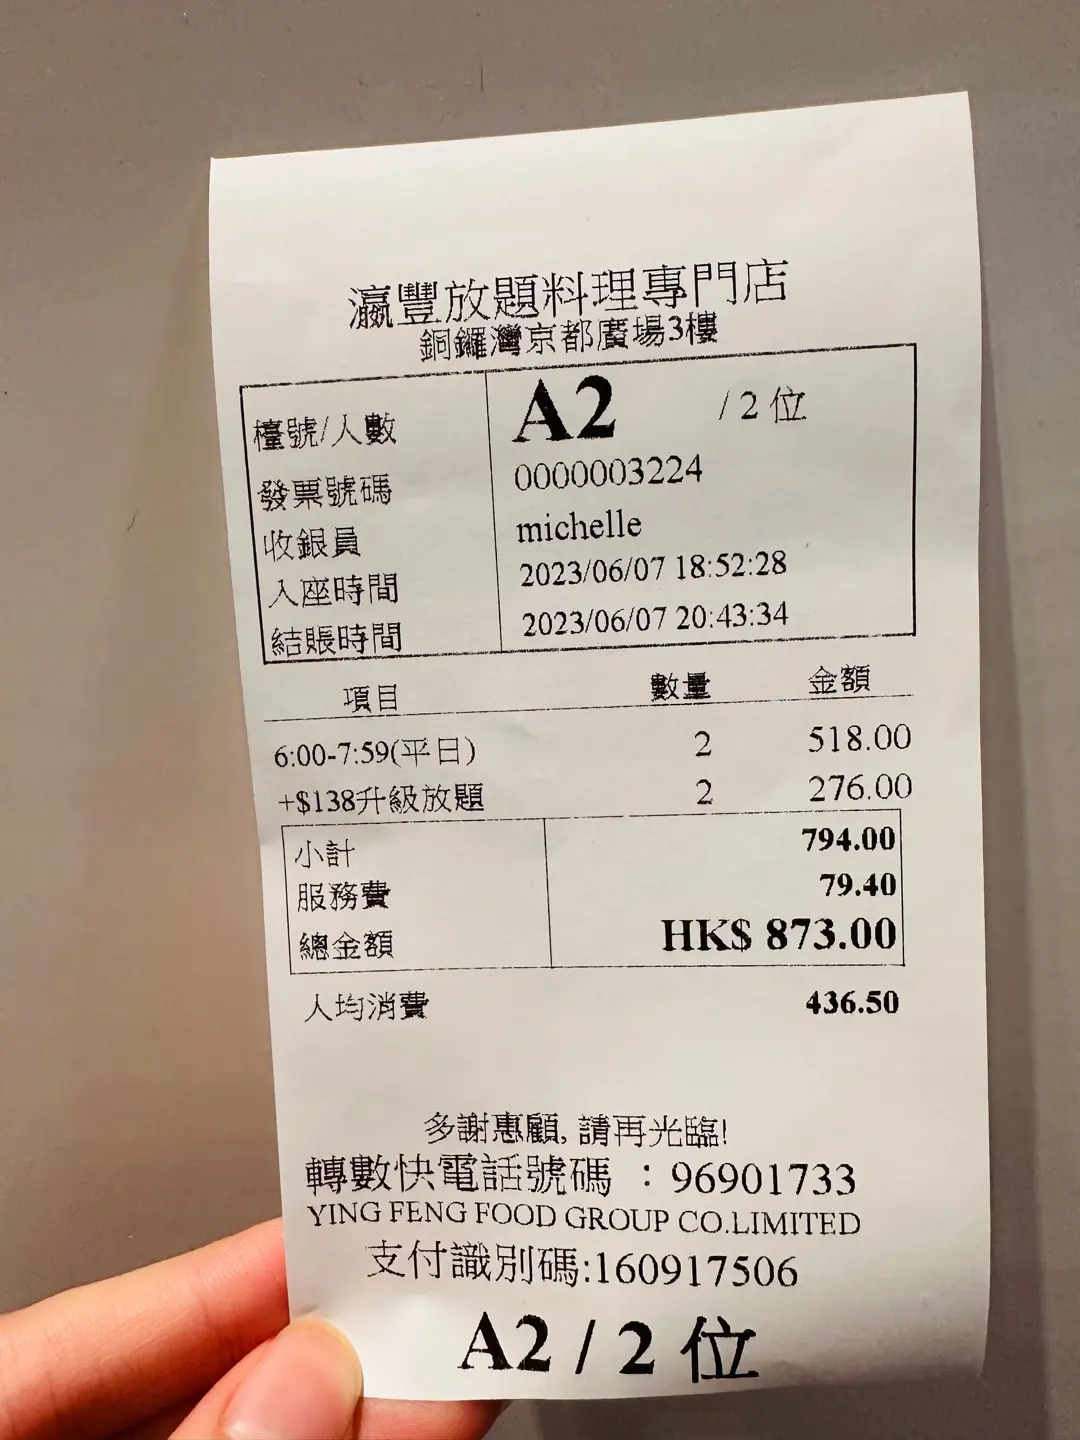 瀛豐放題料理專門店
銅鑼灣京都廣場3樓
檯號/人數 A2 / 2 位
發票號碼 0000003224
收銀員 michelle
入座時間 2023/06/07 18:52:28
結賬時間 2023/06/07 20:43:34
項目 數量 金額
6:00-7:59(平日) 2 518.00
+$138升級放題 2 276.00
小計 794.00
服務費 79.40
總金額 HK$ 873.00
人均消費 436.50
多謝惠顧, 請再光臨!
轉數快電話號碼 : 96901733
YING FENG FOOD GROUP CO.LIMITED
支付識別碼:160917506
A2 / 2 位